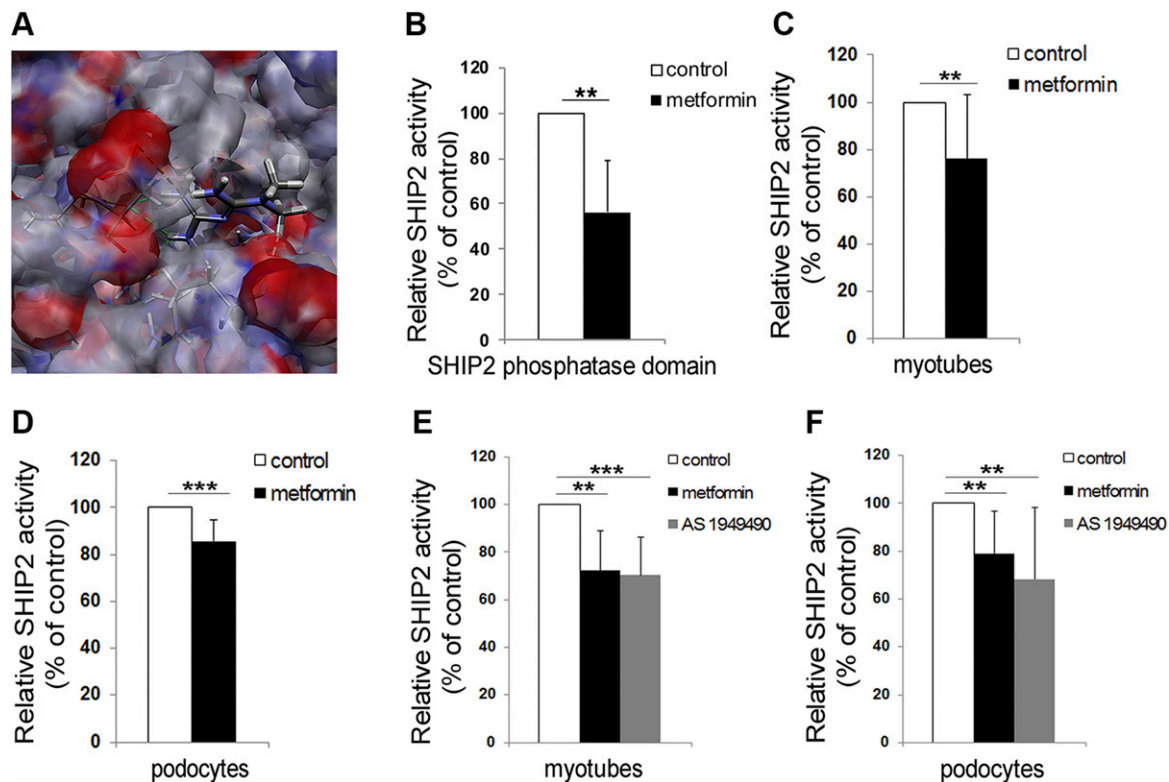 A
B
Relative SHIP2 activity
(% of control)
120
100
80
60
40
20
0
**
control
metformin
SHIP2 phosphatase domain
C
Relative SHIP2 activity
(% of control)
120
100
80
60
40
20
0
**
control
metformin
myotubes
D
Relative SHIP2 activity
(% of control)
120
100
80
60
40
20
0
***
control
metformin
podocytes
E
Relative SHIP2 activity
(% of control)
120
100
80
60
40
20
0
***
**
control
metformin
AS 1949490
myotubes
F
Relative SHIP2 activity
(% of control)
120
100
80
60
40
20
0
**
**
control
metformin
AS 1949490
podocytes